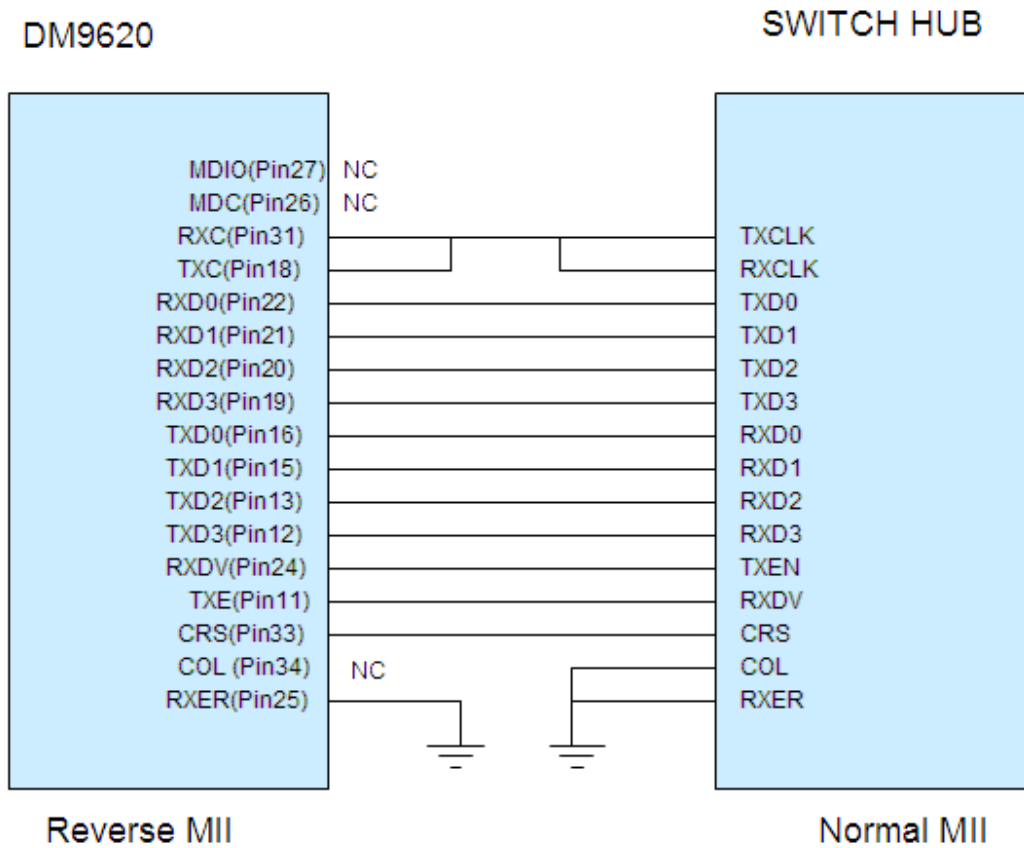 DM9620
SWITCH HUB
MDIO(Pin27) NC
MDC(Pin26) NC
RXC(Pin31) TXCLK
TXC(Pin18) RXCLK
RXD0(Pin22) TXD0
RXD1(Pin21) TXD1
RXD2(Pin20) TXD2
RXD3(Pin19) TXD3
TXD0(Pin16) RXD0
TXD1(Pin15) RXD1
TXD2(Pin13) RXD2
TXD3(Pin12) RXD3
RXDV(Pin24) TXEN
TXE(Pin11) RXDV
CRS(Pin33) CRS
COL (Pin34) NC COL
RXER(Pin25) RXER
Reverse MII
Normal MII